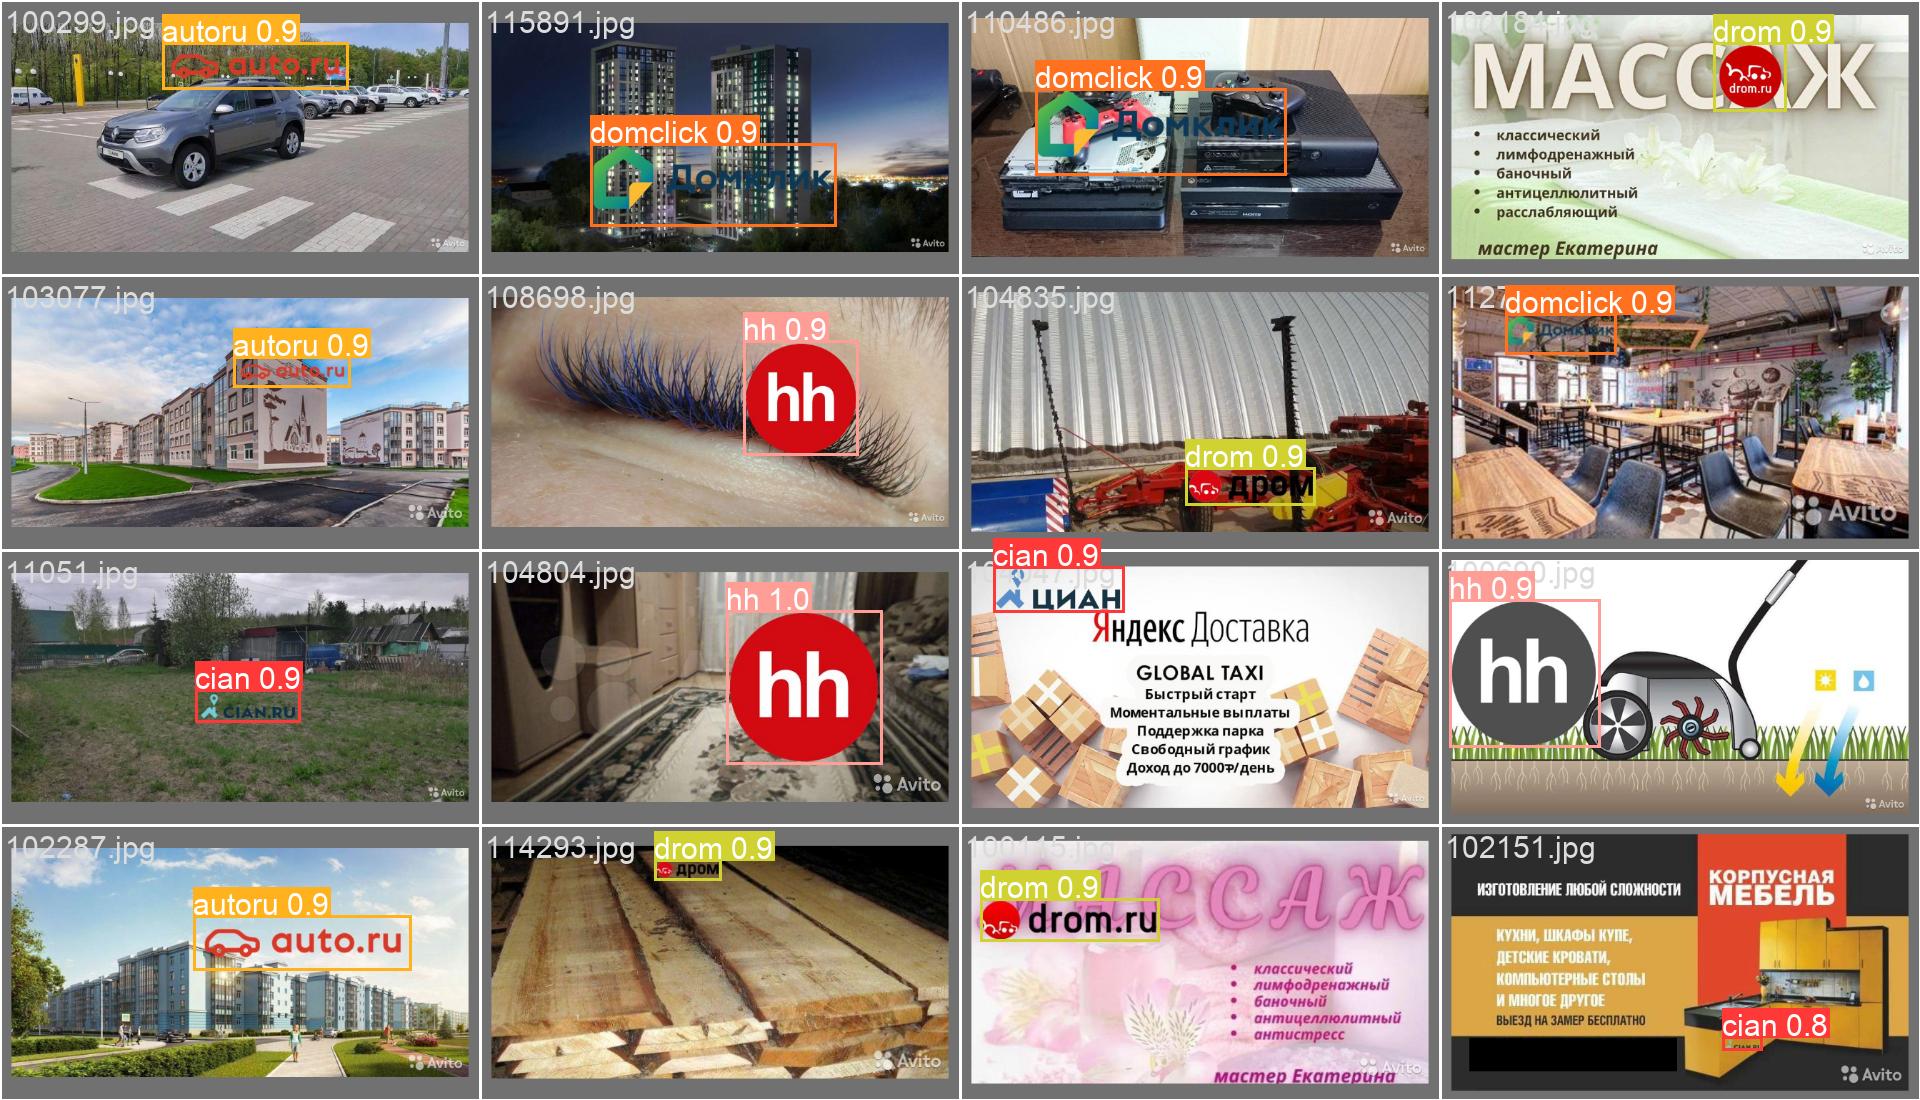 100299.jpg
autoru 0.9
auto.ru
Avito
115891.jpg
domclick 0.9
Домклик
Avito
110486.jpg
domclick 0.9
Домклик
Avito
drom 0.9
МАССАЖ
drom.ru
• классический
• лимфодренажный
• баночный
• антицеллюлитный
• расслабляющий
мастер Екатерина
Avito
103077.jpg
autoru 0.9
auto.ru
Avito
108698.jpg
hh 0.9
hh
Avito
104835.jpg
drom 0.9
дром
Avito
domclick 0.9
Домклик
Avito
11051.jpg
cian 0.9
CIAN.RU
Avito
104804.jpg
hh 1.0
hh
Avito
cian 0.9
ЦИАН
Яндекс Доставка
GLOBAL TAXI
Быстрый старт
Моментальные выплаты
Поддержка парка
Свободный график
Доход до 7000₽/день
Avito
hh 0.9
hh
Avito
102287.jpg
autoru 0.9
auto.ru
Avito
114293.jpg
drom 0.9
дром
Avito
100115.jpg
МАССАЖ
drom 0.9
drom.ru
• классический
• лимфодренажный
• баночный
• антицеллюлитный
• антистресс
мастер Екатерина
Avito
102151.jpg
ИЗГОТОВЛЕНИЕ ЛЮБОЙ СЛОЖНОСТИ
КОРПУСНАЯ
МЕБЕЛЬ
КУХНИ, ШКАФЫ КУПЕ,
ДЕТСКИЕ КРОВАТИ,
КОМПЬЮТЕРНЫЕ СТОЛЫ
И МНОГОЕ ДРУГОЕ
ВЫЕЗД НА ЗАМЕР БЕСПЛАТНО
cian 0.8
CIAN.RU
Avito